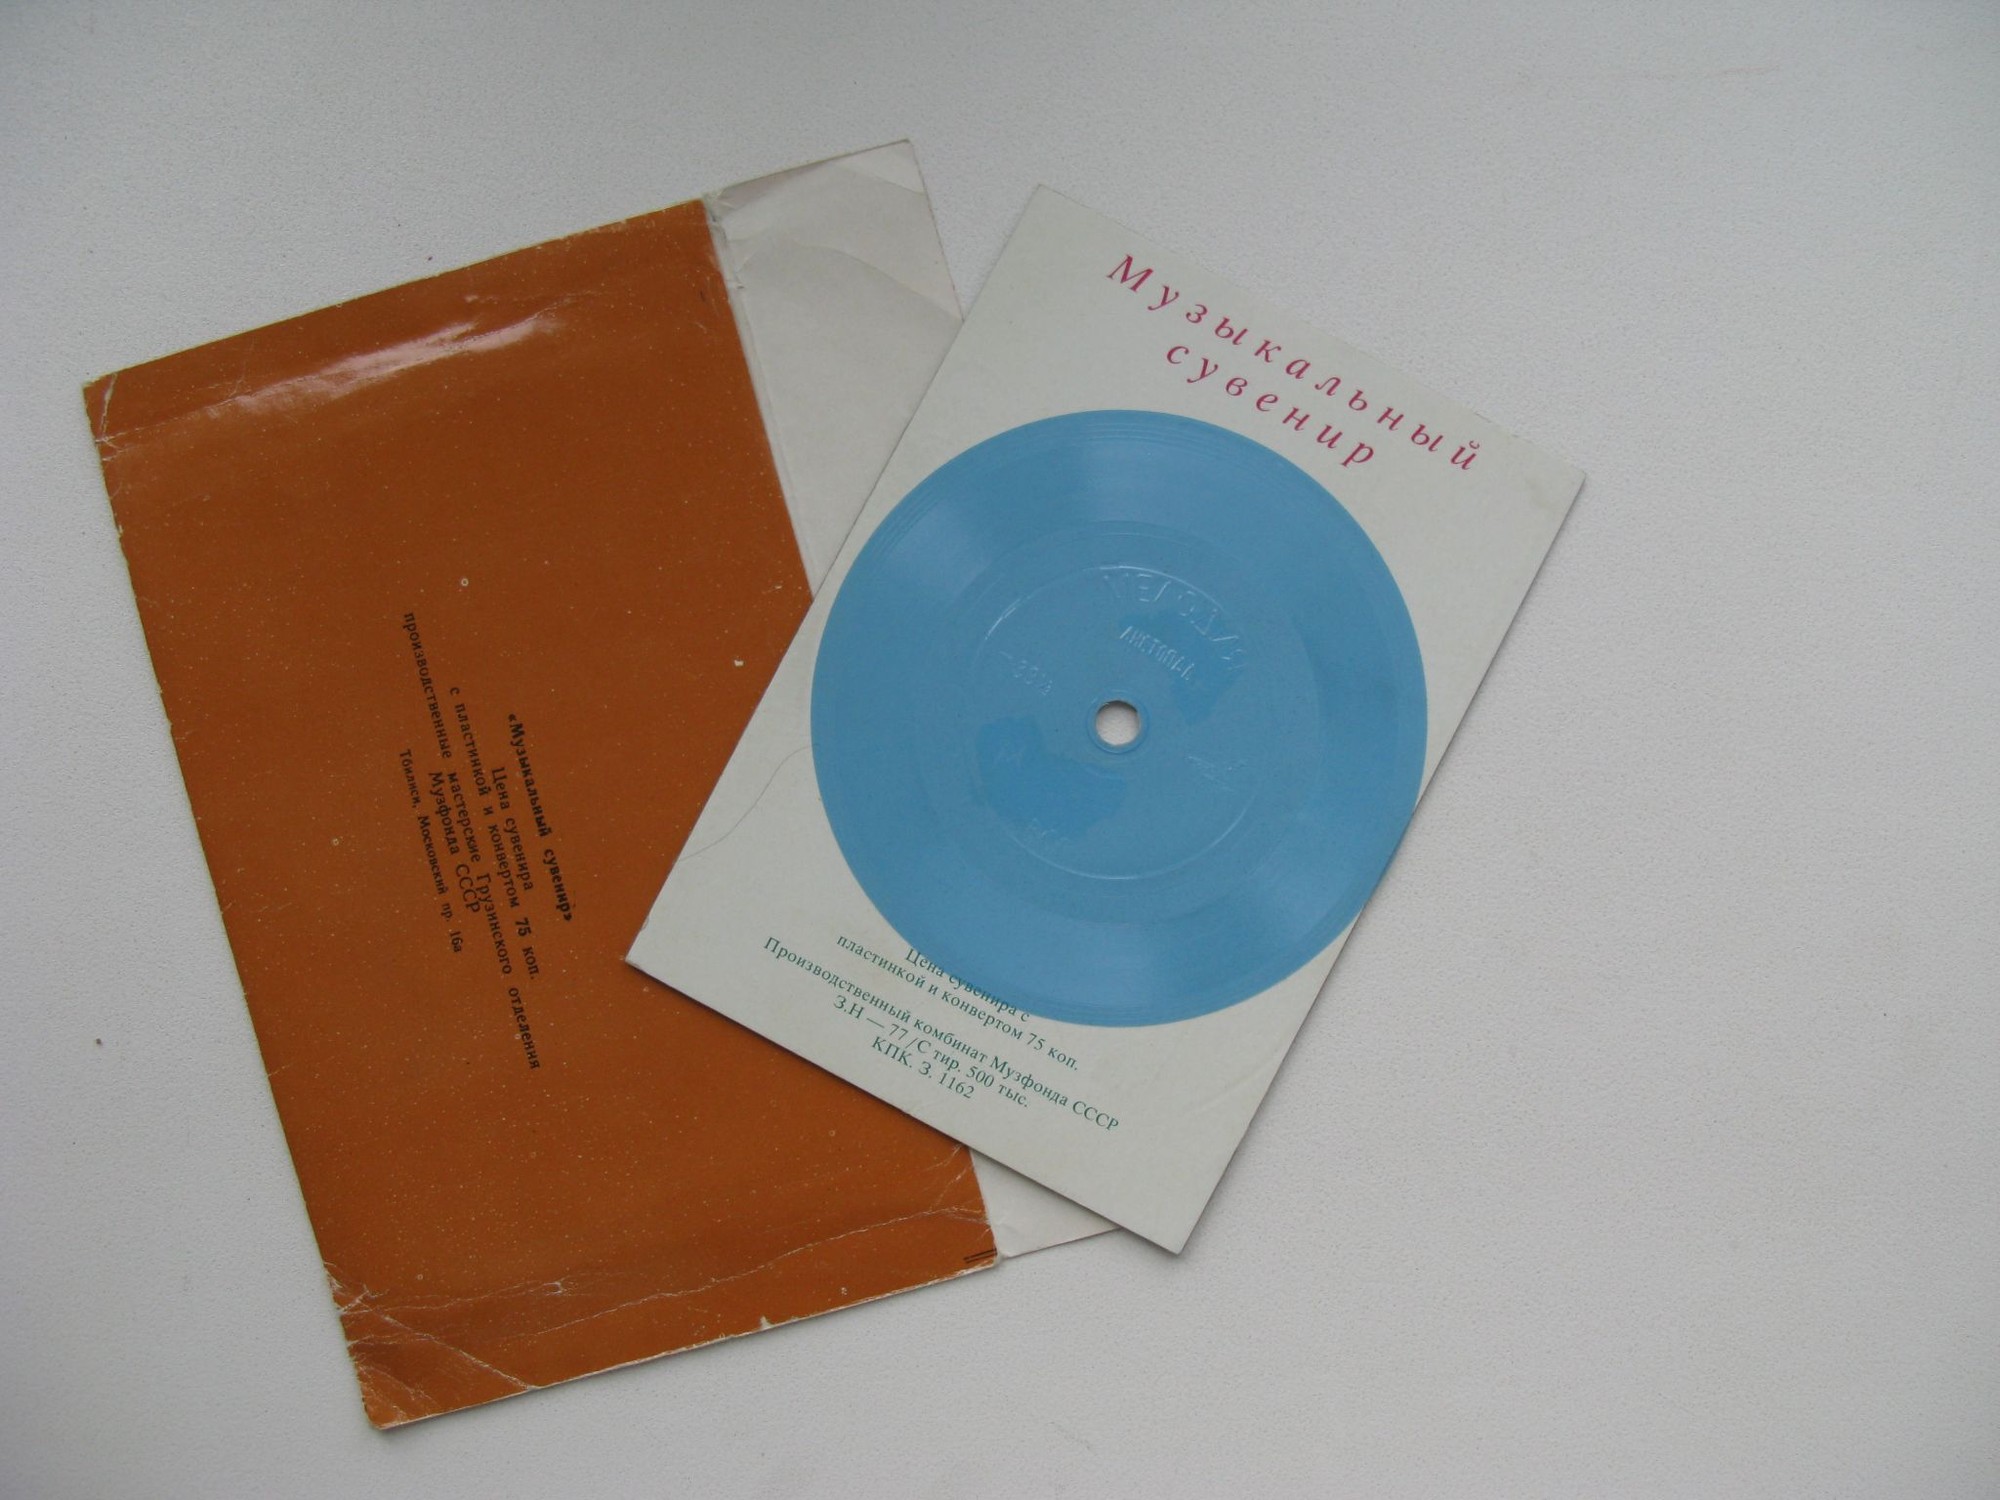 «Музыкальный сувенир»
Цена сувенира
с пластинкой и конвертом 75 коп.
производственные мастерские Грузинского отделения
Музфонда СССР
Тбилиси, Московский пр. 16а
Музыкальный
сувенир
МЕЛОДИЯ
Цена сувенира с
пластинкой и конвертом 75 коп.
Производственный комбинат Музфонда СССР
З.Н — 77/С тир. 500 тыс.
КПК. З. 1162